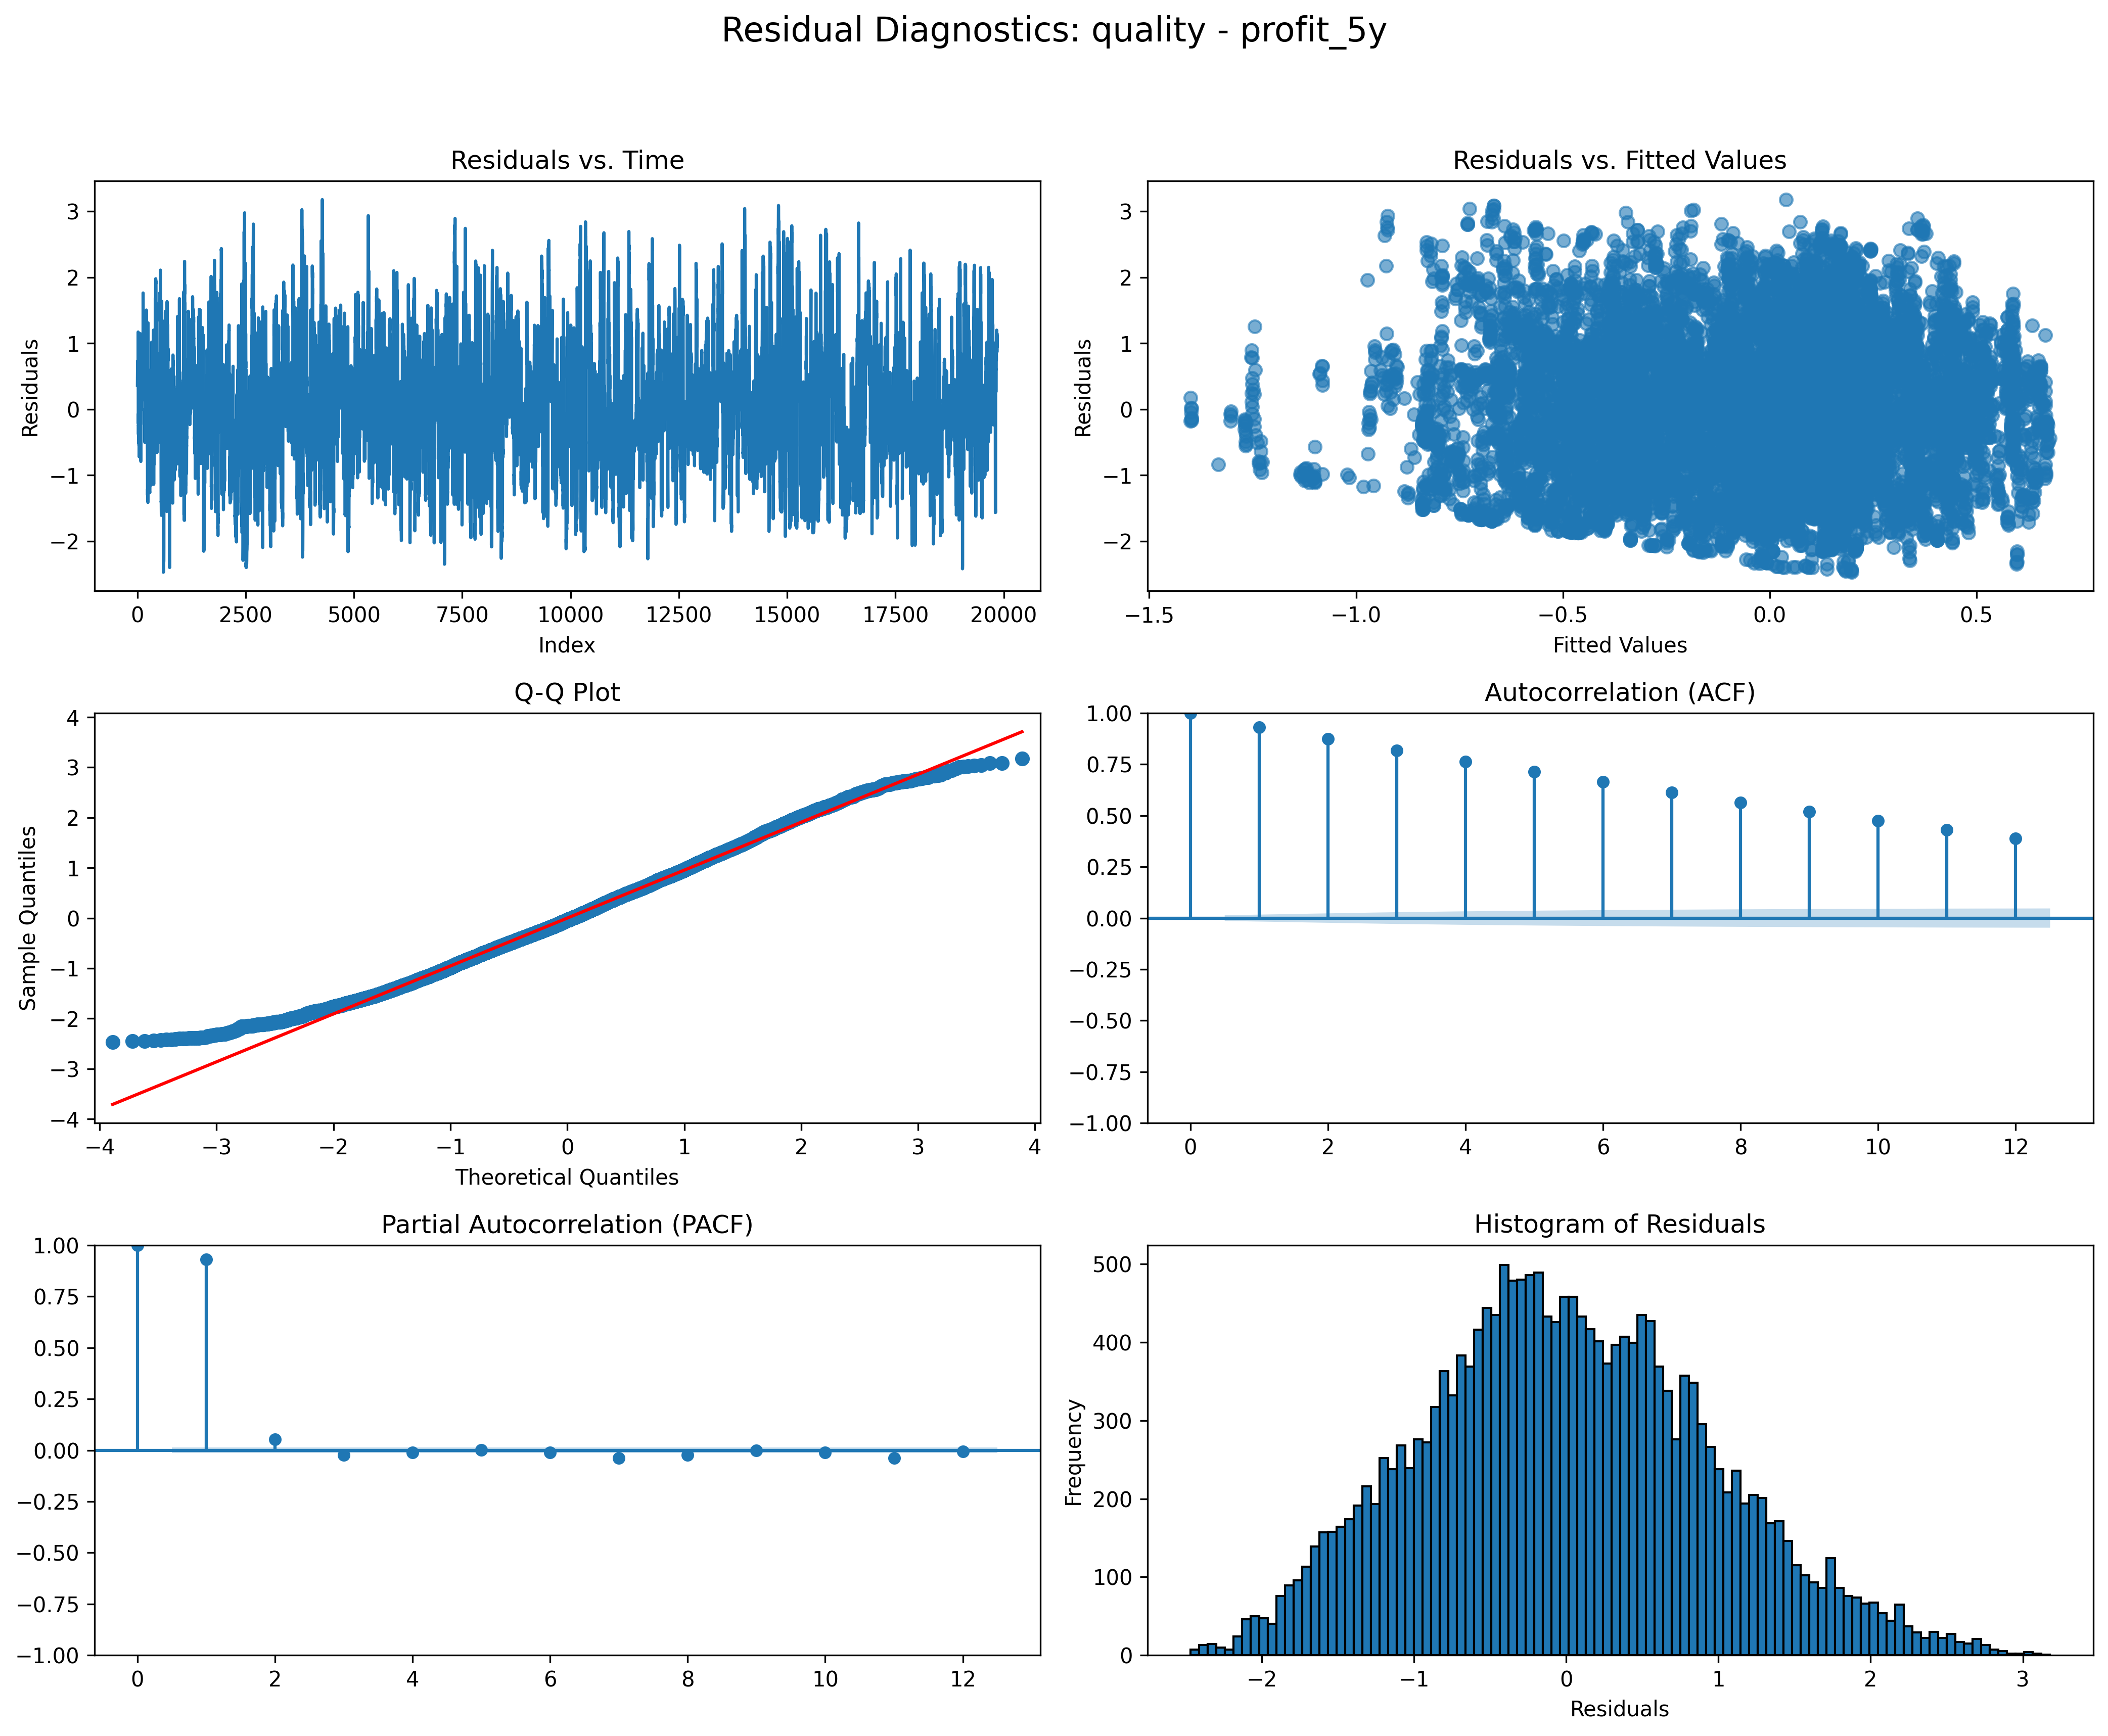 Residual Diagnostics: quality - profit_5y
Residuals vs. Time
Residuals
3
2
1
0
−1
−2
0 2500 5000 7500 10000 12500 15000 17500 20000
Index
Residuals vs. Fitted Values
Residuals
3
2
1
0
−1
−2
−1.5 −1.0 −0.5 0.0 0.5
Fitted Values
Q-Q Plot
Sample Quantiles
4
3
2
1
0
−1
−2
−3
−4
−4 −3 −2 −1 0 1 2 3 4
Theoretical Quantiles
Autocorrelation (ACF)
1.00
0.75
0.50
0.25
0.00
−0.25
−0.50
−0.75
−1.00
0 2 4 6 8 10 12
Partial Autocorrelation (PACF)
1.00
0.75
0.50
0.25
0.00
−0.25
−0.50
−0.75
−1.00
0 2 4 6 8 10 12
Histogram of Residuals
Frequency
500
400
300
200
100
0
−2 −1 0 1 2 3
Residuals